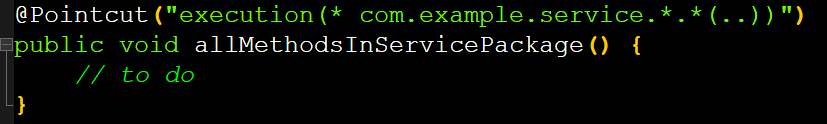 @Pointcut("execution(* com.example.service.*.*(..))")
public void allMethodsInServicePackage() {
    // to do
}